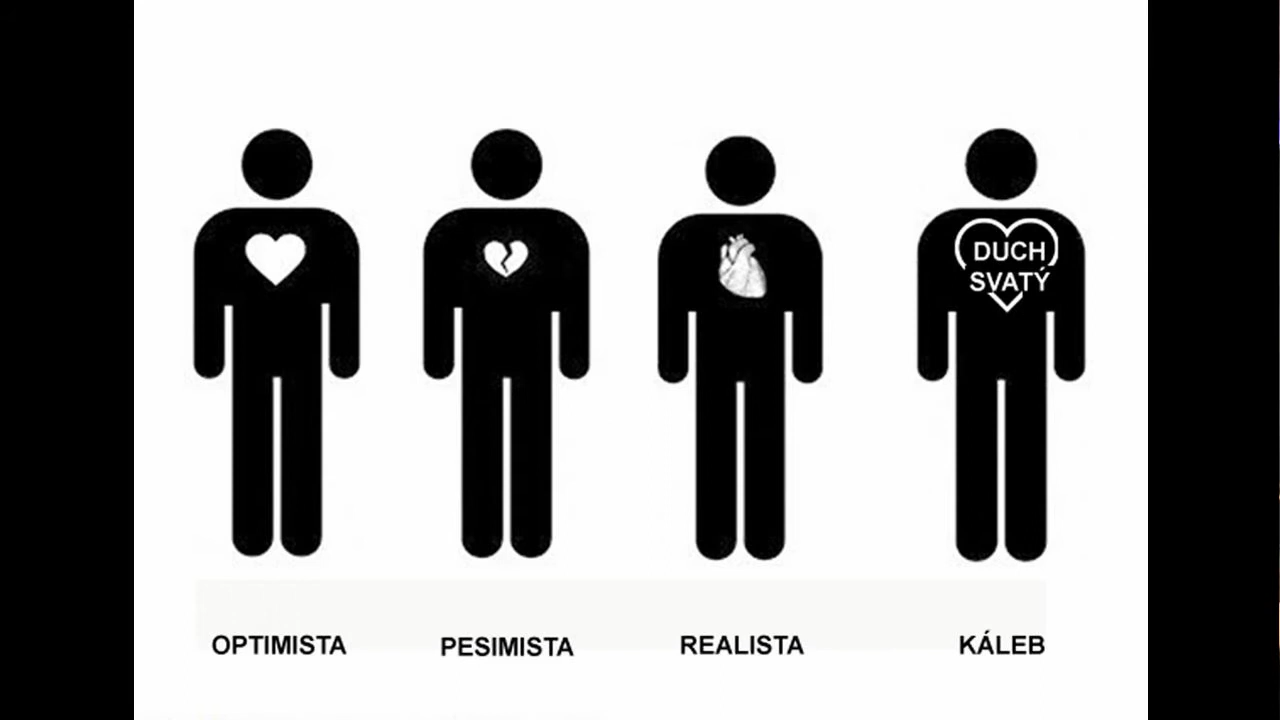 DUCH
SVATÝ
OPTIMISTA
PESIMISTA
REALISTA
KÁLEB